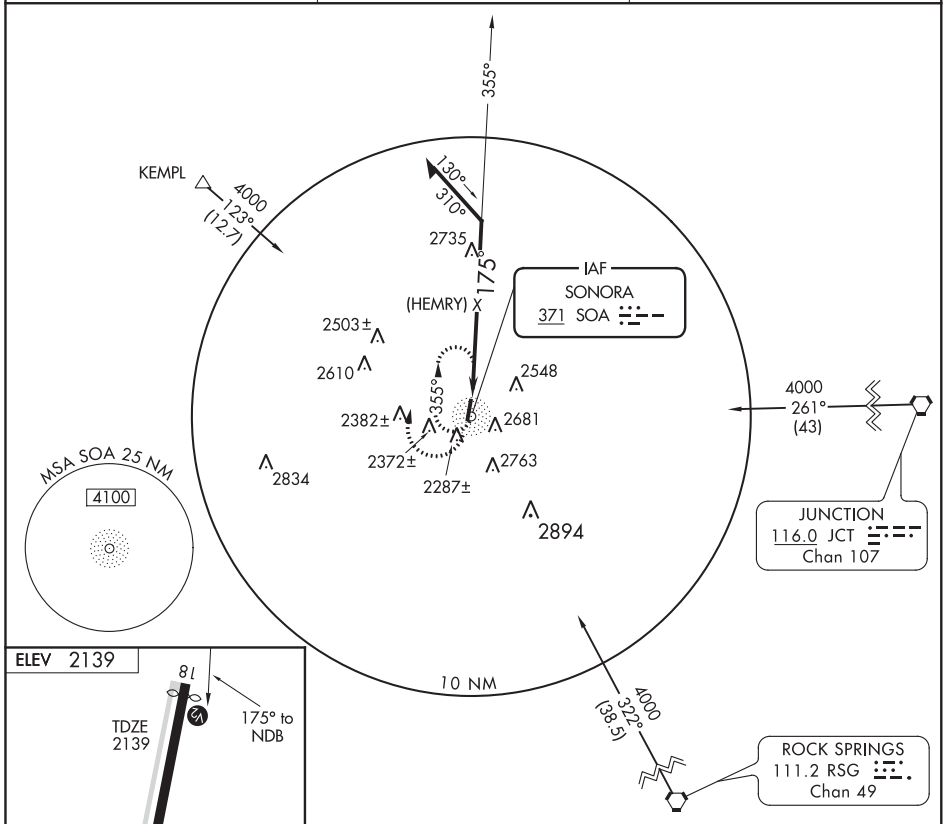 355°
KEMPL
4000
123°
(12.7)
130°
310°
2735
175°
IAF
SONORA
371 SOA
(HEMRY) X
2503±
2610
2548
355°
2382±
2681
2372±
2763
2287±
2834
2894
4000
261°
(43)
MSA SOA 25 NM
4100
JUNCTION
116.0 JCT
Chan 107
ELEV 2139
18
V2
TDZE
2139
175° to
NDB
10 NM
4000
322°
(38.5)
ROCK SPRINGS
111.2 RSG
Chan 49